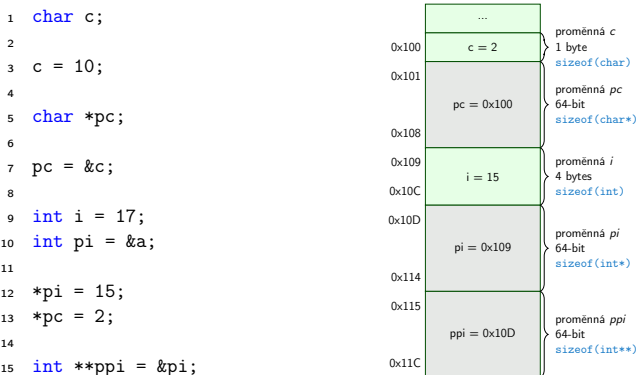 1 char c;
2
3 c = 10;
4
5 char *pc;
6
7 pc = &c;
8
9 int i = 17;
10 int pi = &a;
11
12 *pi = 15;
13 *pc = 2;
14
15 int **ppi = &pi;
...
0x100
c = 2
proměnná c
1 byte
sizeof(char)
0x101
pc = 0x100
0x108
proměnná pc
64-bit
sizeof(char*)
0x109
i = 15
0x10C
proměnná i
4 bytes
sizeof(int)
0x10D
pi = 0x109
0x114
proměnná pi
64-bit
sizeof(int*)
0x115
ppi = 0x10D
0x11C
proměnná ppi
64-bit
sizeof(int**)